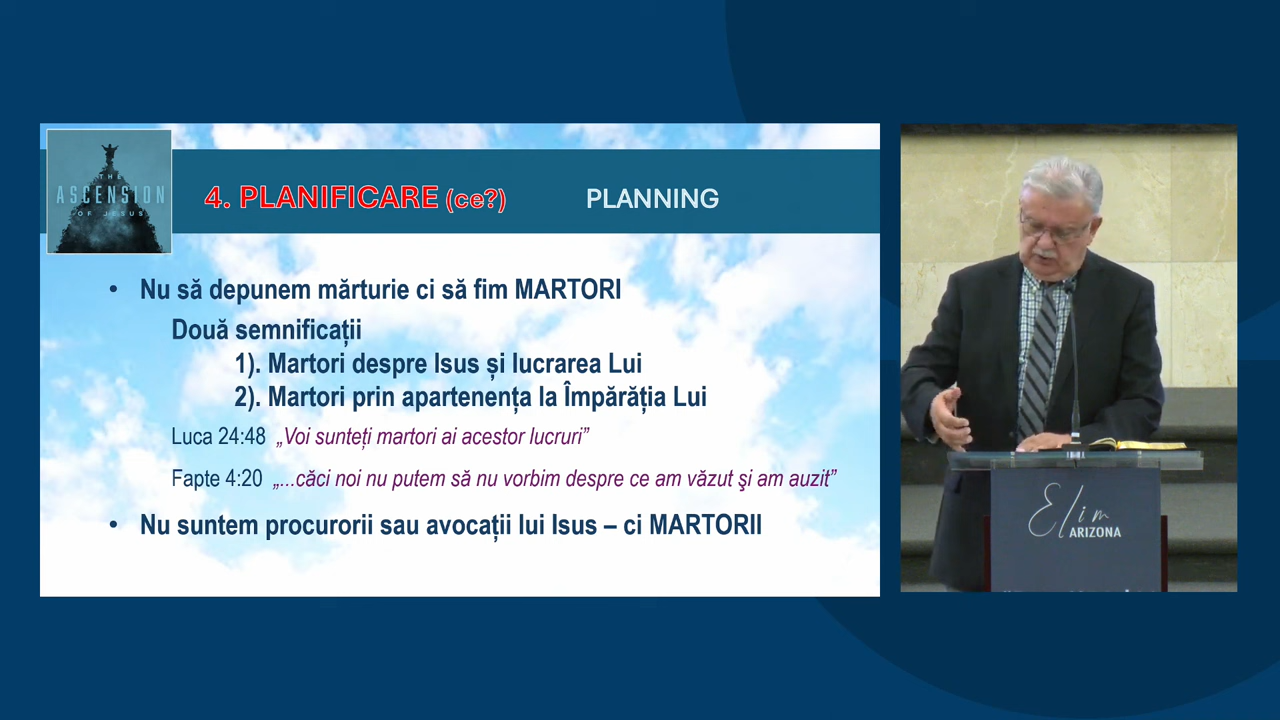 THE
ASCENSION
OF JESUS
4. PLANIFICARE (ce?) PLANNING
• Nu să depunem mărturie ci să fim MARTORI
Două semnificații
1). Martori despre Isus și lucrarea Lui
2). Martori prin apartenența la Împărăția Lui
Luca 24:48 „Voi sunteți martori ai acestor lucruri”
Fapte 4:20 „...căci noi nu putem să nu vorbim despre ce am văzut şi am auzit”
• Nu suntem procurorii sau avocații lui Isus – ci MARTORII
Elim
ARIZONA